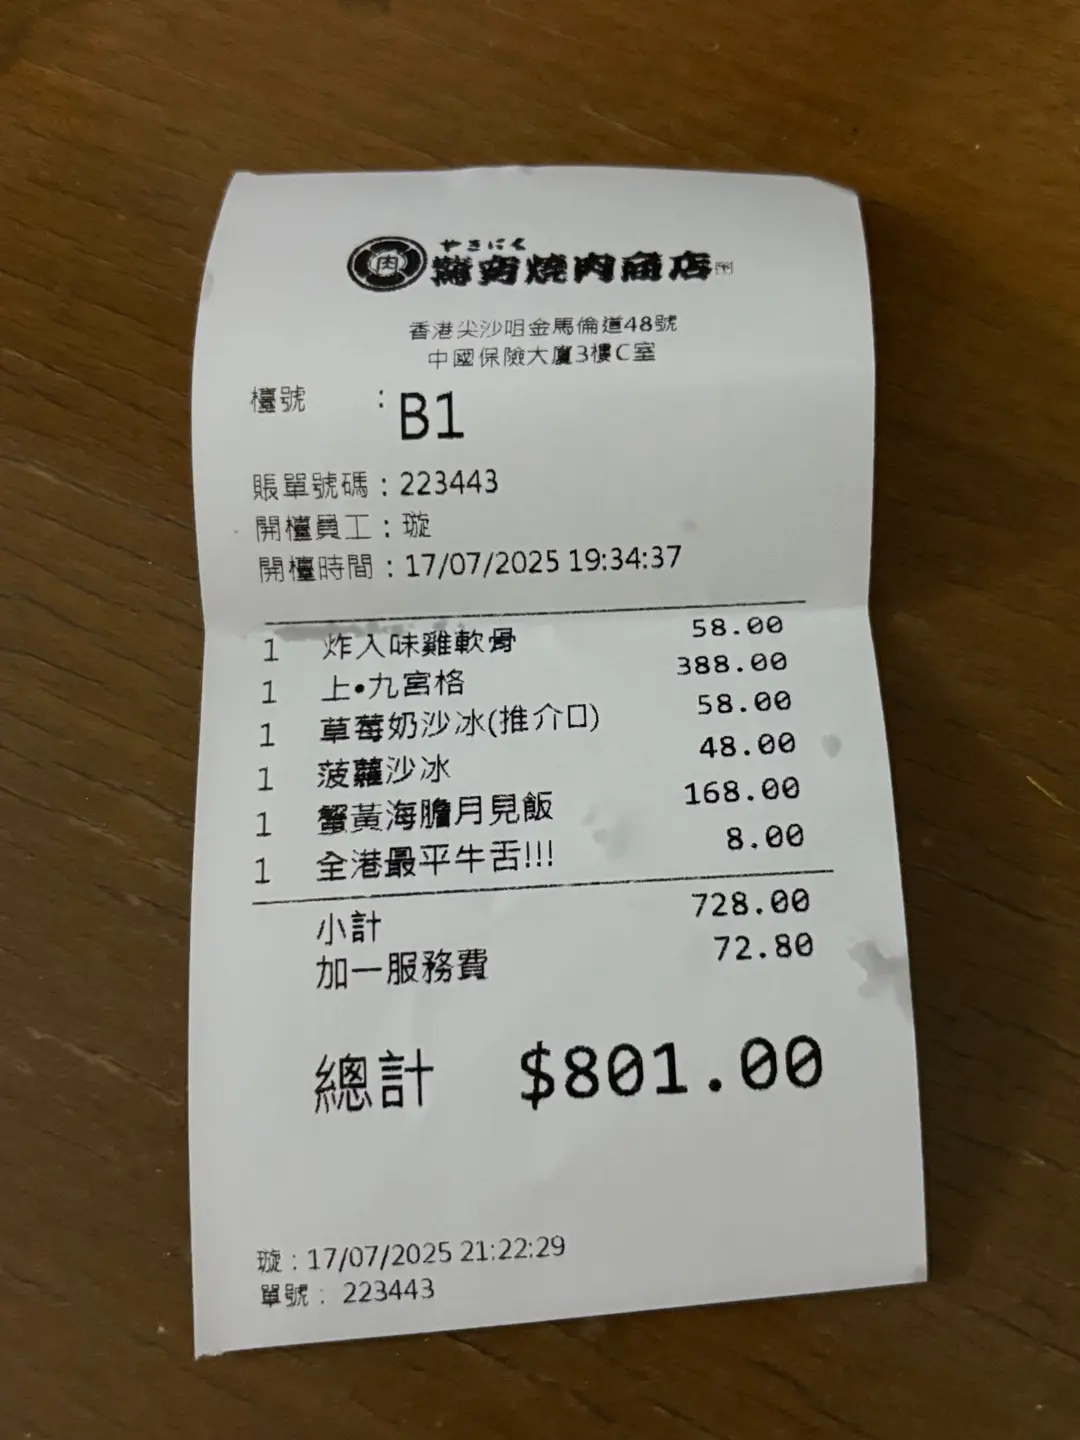 肉
やきにく
燒肉商店
香港尖沙咀金馬倫道48號
中國保險大廈3樓C室
檯號 : B1
賬單號碼 : 223443
開檯員工 : 璇
開檯時間 : 17/07/2025 19:34:37
1 炸入味雞軟骨 58.00
1 上•九宮格 388.00
1 草莓奶沙冰(推介口) 58.00
1 菠蘿沙冰 48.00
1 蟹黃海膽月見飯 168.00
1 全港最平牛舌!!! 8.00
小計 728.00
加一服務費 72.80
總計 $801.00
璇 : 17/07/2025 21:22:29
單號 : 223443